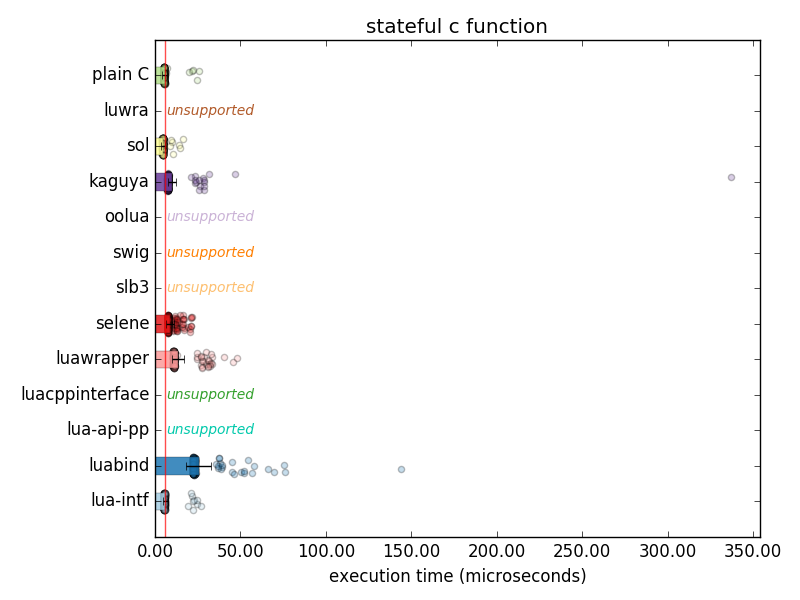 stateful c function
plain C
luwra unsupported
sol
kaguya
oolua unsupported
swig unsupported
slb3 unsupported
selene
luawrapper
luacppinterface unsupported
lua-api-pp unsupported
luabind
lua-intf
0.00 50.00 100.00 150.00 200.00 250.00 300.00 350.00
execution time (microseconds)